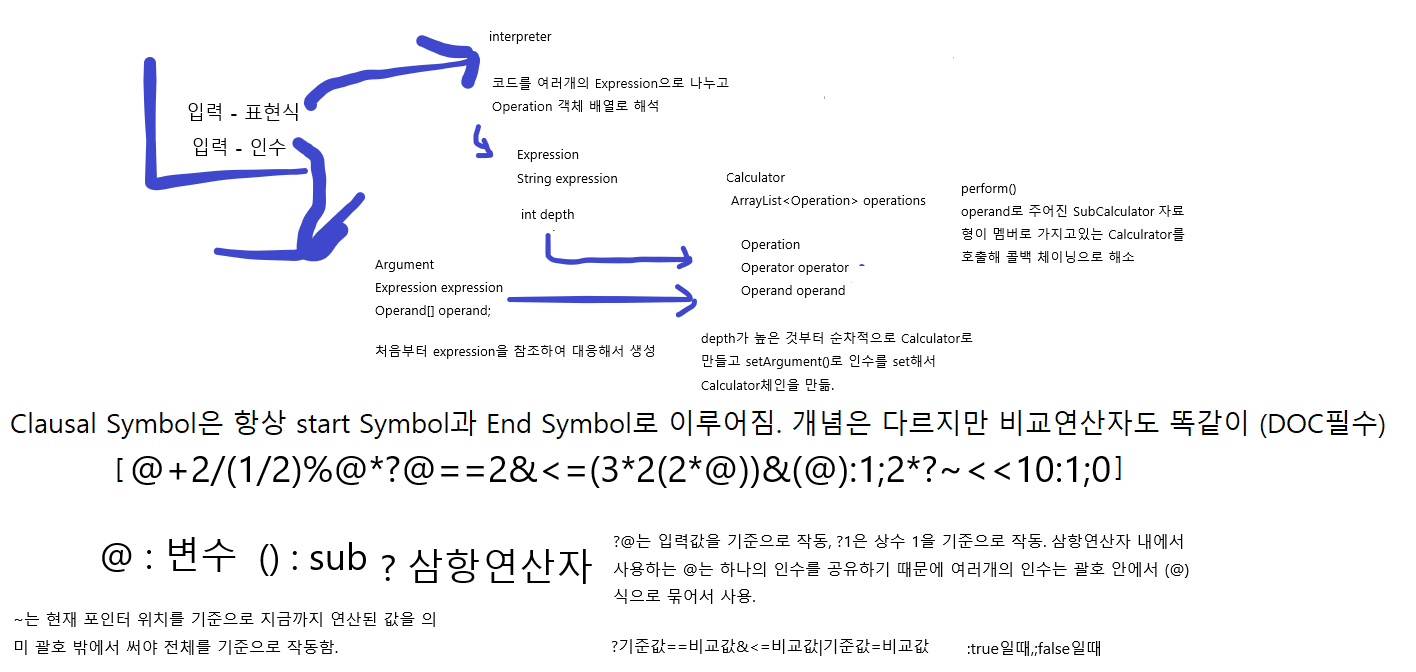 interpreter
코드를 여러개의 Expression으로 나누고
Operation 객체 배열로 해석
입력 - 표현식
입력 - 인수
Expression
String expression
int depth
Calculator
ArrayList<Operation> operations
Operation
Operator operator
Operand operand
perform()
operand로 주어진 SubCalculator 자료
형이 멤버로 가지고있는 Calculrator를
호출해 콜백 체이닝으로 해소
Argument
Expression expression
Operand[] operand;
처음부터 expression을 참조하여 대응해서 생성
depth가 높은 것부터 순차적으로 Calculator로
만들고 setArgument()로 인수를 set해서
Calculator체인을 만듦.
Clausal Symbol은 항상 start Symbol과 End Symbol로 이루어짐. 개념은 다르지만 비교연산자도 똑같이 (DOC필수)
[@+2/(1/2)%@*?@==2&<=(3*2(2*@))&(@):1;2*?~<<10:1;0]
@ : 변수 () : sub ? 삼항연산자
?@는 입력값을 기준으로 작동, ?1은 상수 1을 기준으로 작동. 삼항연산자 내에서
사용하는 @는 하나의 인수를 공유하기 때문에 여러개의 인수는 괄호 안에서 (@)
식으로 묶어서 사용.
~는 현재 포인터 위치를 기준으로 지금까지 연산된 값을 의
미 괄호 밖에서 써야 전체를 기준으로 작동함.
?기준값==비교값&<=비교값|기준값=비교값 :true일때,;false일때